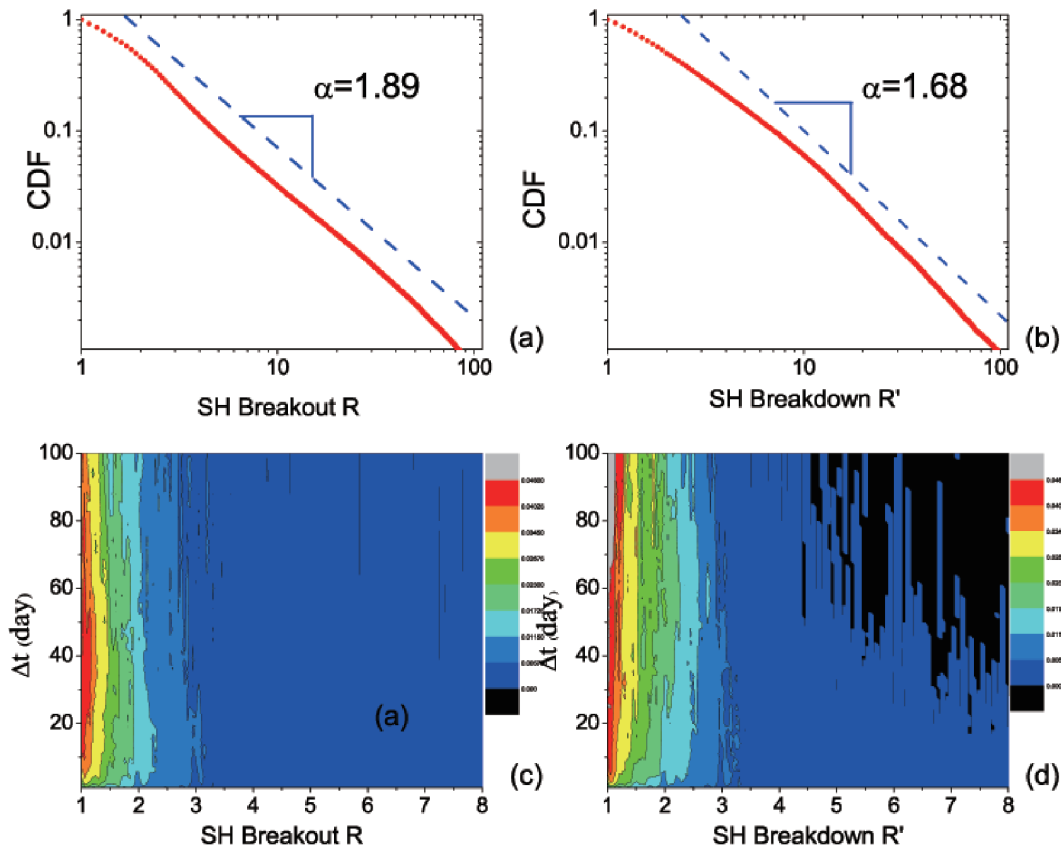 1
0.1
0.01
CDF
α=1.89
1
10
100
SH Breakout R
(a)
1
0.1
0.01
CDF
α=1.68
1
10
100
SH Breakdown R'
(b)
100
80
60
40
20
Δt (day)
(a)
1 2 3 4 5 6 7 8
SH Breakout R
(c)
100
80
60
40
20
Δt (day)
1 2 3 4 5 6 7 8
SH Breakdown R'
(d)